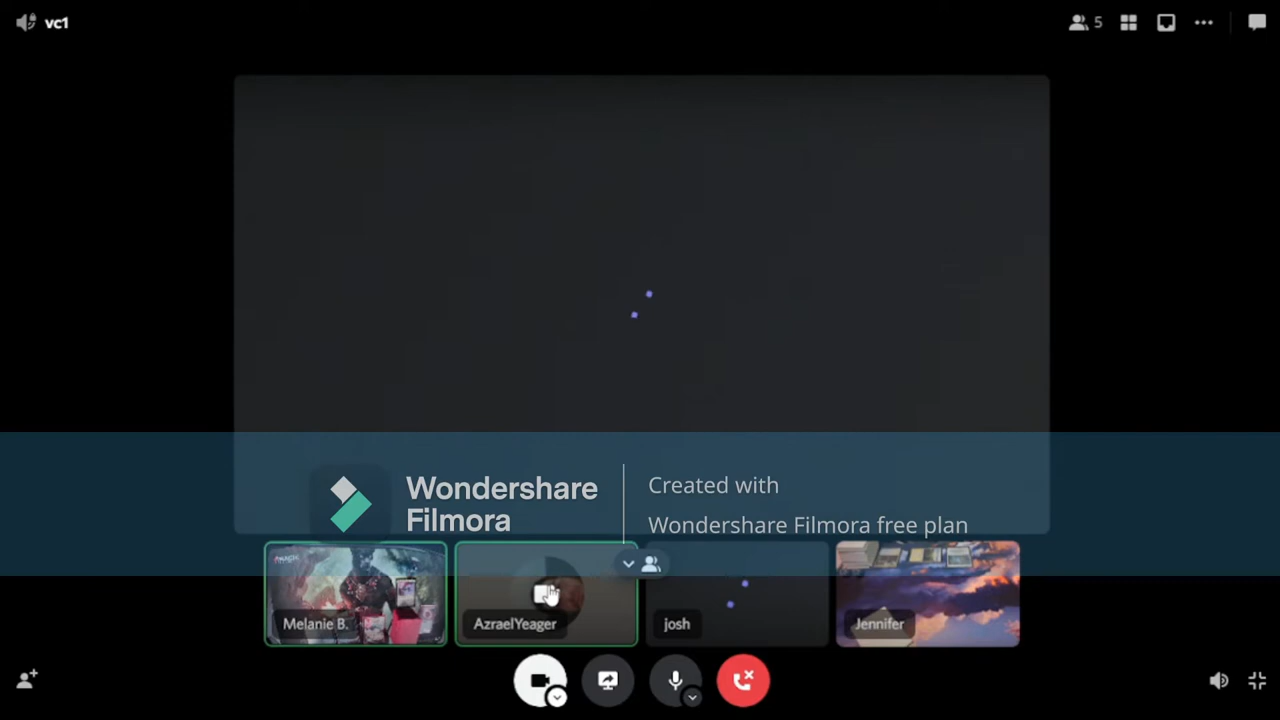 vc1
5
Wondershare
Filmora
Created with
Wondershare Filmora free plan
Melanie B.
AzraelYeager
josh
Jennifer